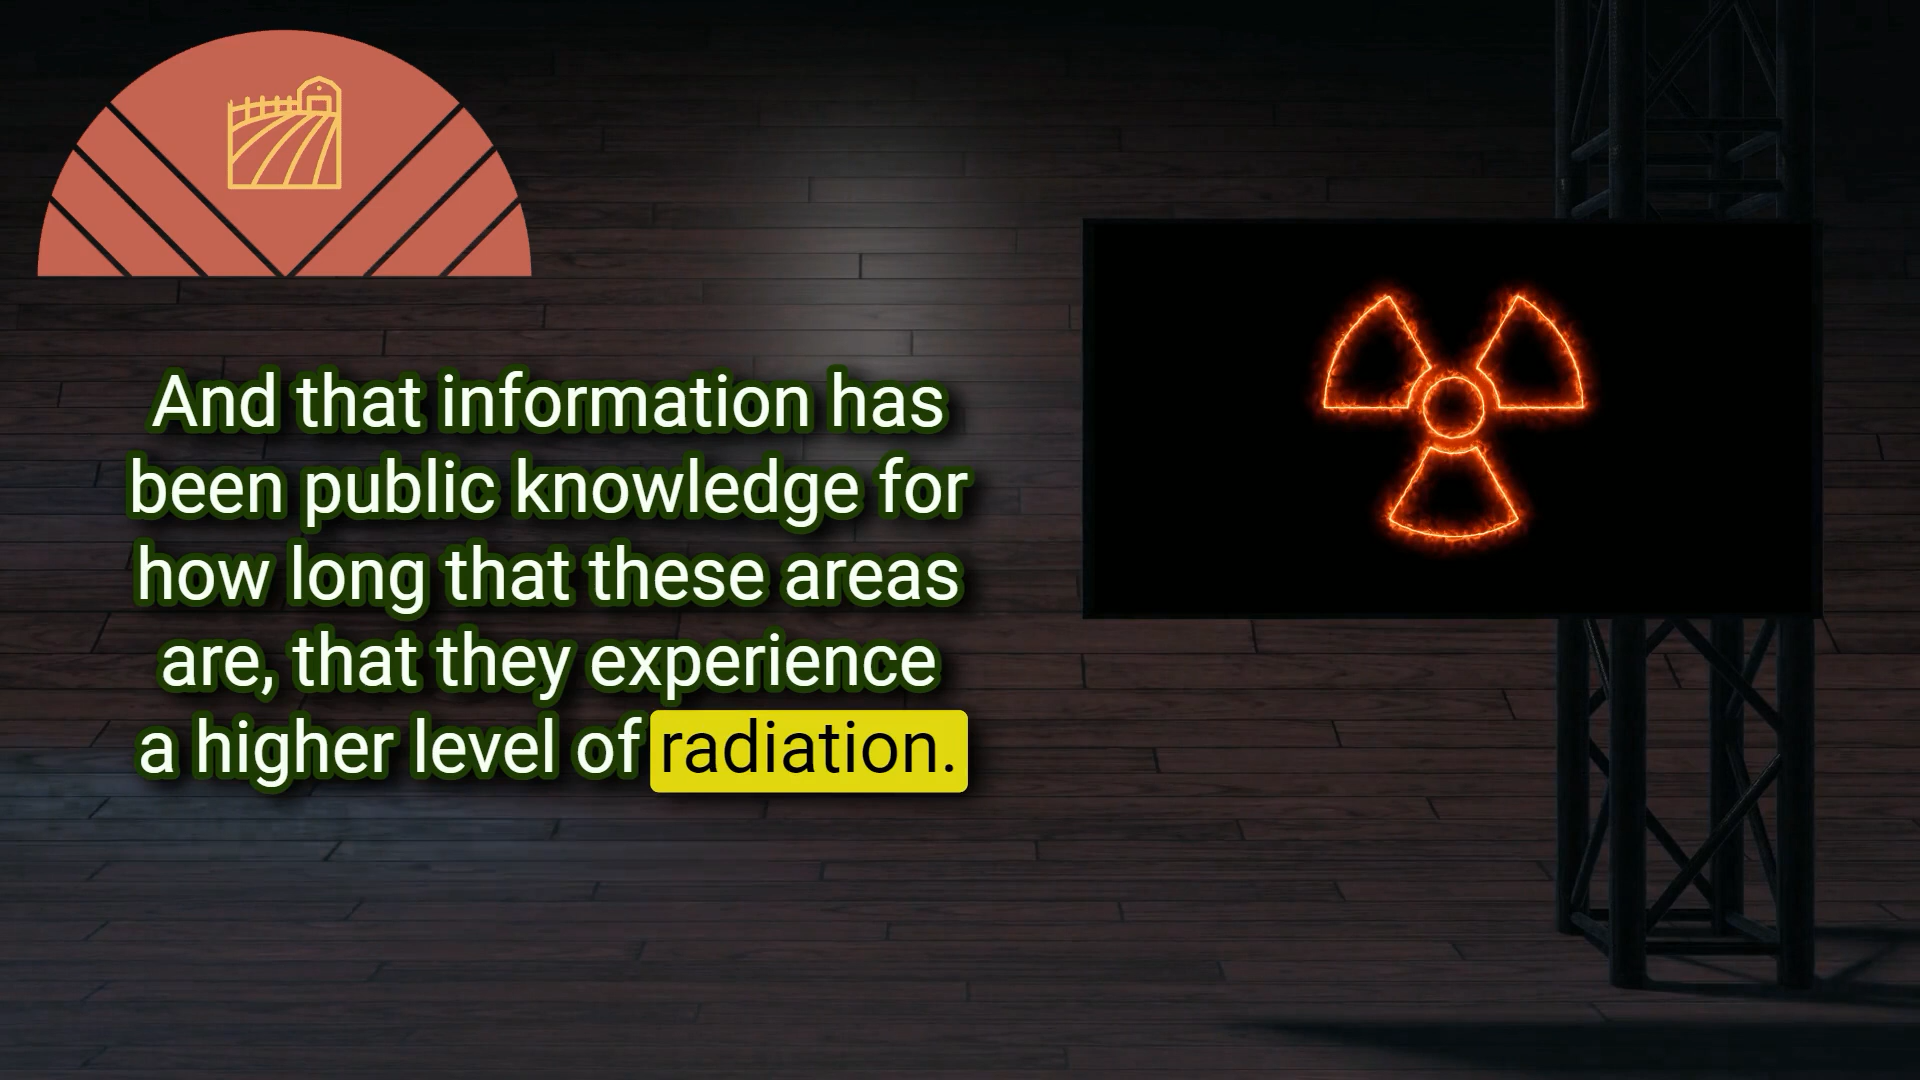 And that information has
been public knowledge for
how long that these areas
are, that they experience
a higher level of radiation.